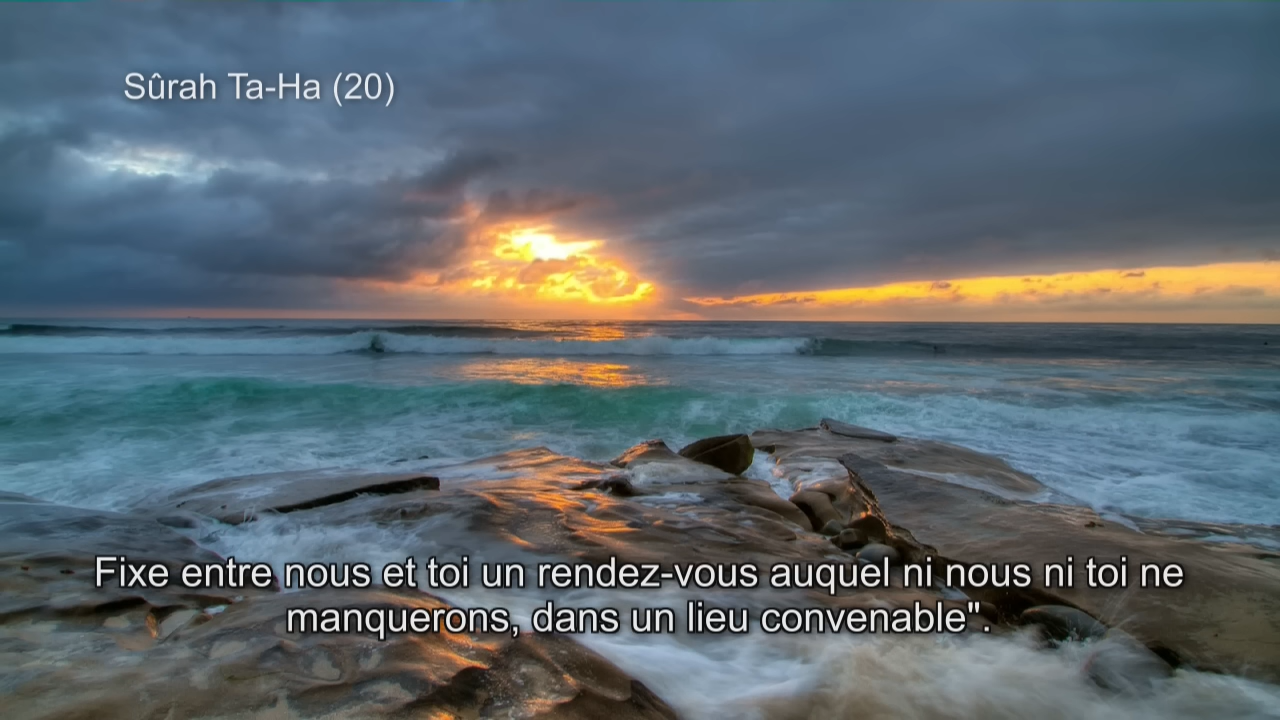 Sûrah Ta-Ha (20)
Fixe entre nous et toi un rendez-vous auquel ni nous ni toi ne
manquerons, dans un lieu convenable".